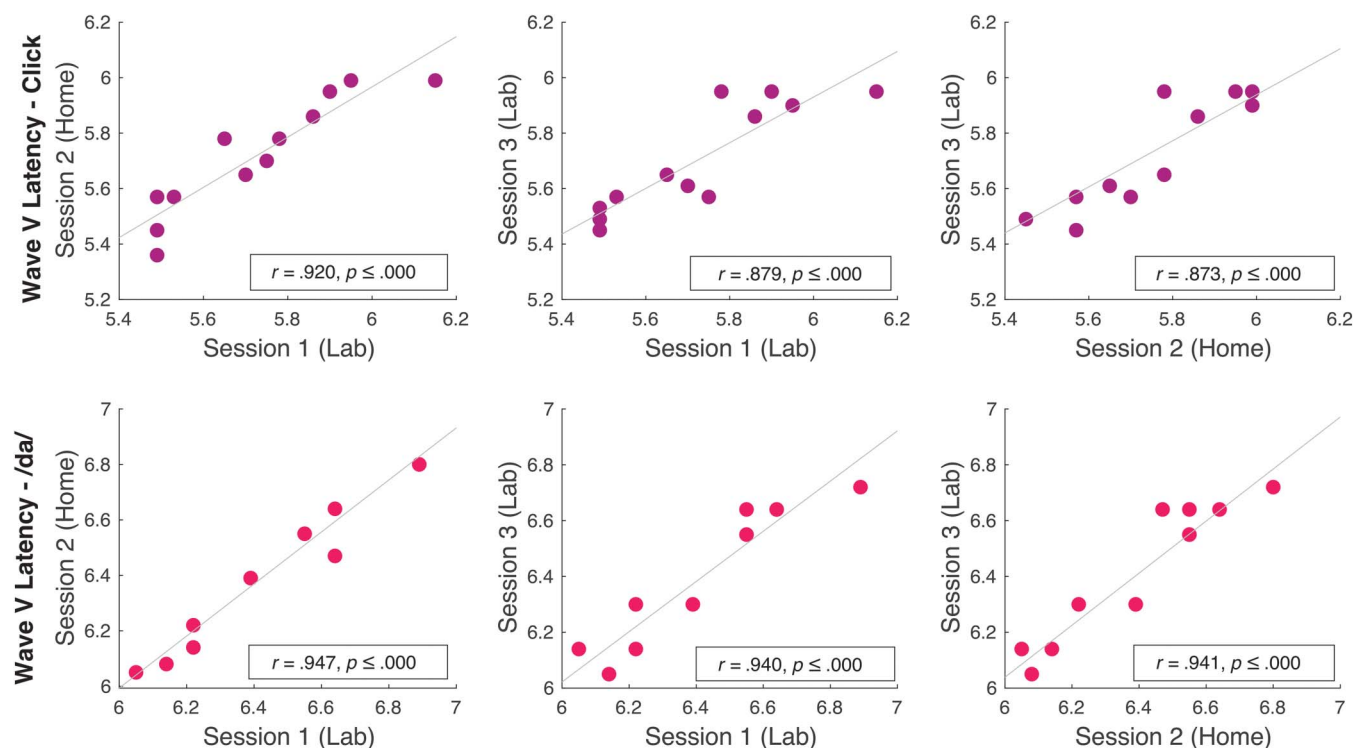 Wave V Latency - Click
Session 2 (Home)
6.2
6
5.8
5.6
5.4
5.2
r = .920, p ≤ .000
5.4 5.6 5.8 6 6.2
Session 1 (Lab)
Session 3 (Lab)
6.2
6
5.8
5.6
5.4
5.2
r = .879, p ≤ .000
5.4 5.6 5.8 6 6.2
Session 1 (Lab)
Session 3 (Lab)
6.2
6
5.8
5.6
5.4
5.2
r = .873, p ≤ .000
5.4 5.6 5.8 6 6.2
Session 2 (Home)
Wave V Latency - /da/
Session 2 (Home)
7
6.8
6.6
6.4
6.2
6
r = .947, p ≤ .000
6 6.2 6.4 6.6 6.8 7
Session 1 (Lab)
Session 3 (Lab)
7
6.8
6.6
6.4
6.2
6
r = .940, p ≤ .000
6 6.2 6.4 6.6 6.8 7
Session 1 (Lab)
Session 3 (Lab)
7
6.8
6.6
6.4
6.2
6
r = .941, p ≤ .000
6 6.2 6.4 6.6 6.8 7
Session 2 (Home)